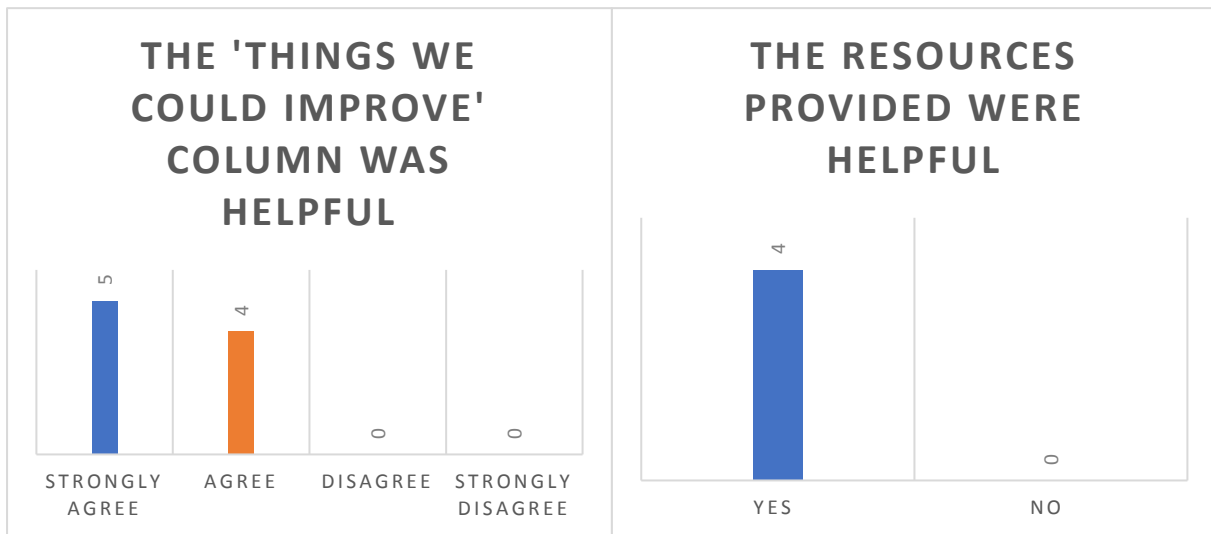 THE 'THINGS WE
COULD IMPROVE'
COLUMN WAS
HELPFUL
5
4
0
0
STRONGLY
AGREE
AGREE
DISAGREE
STRONGLY
DISAGREE
THE RESOURCES
PROVIDED WERE
HELPFUL
4
0
YES
NO